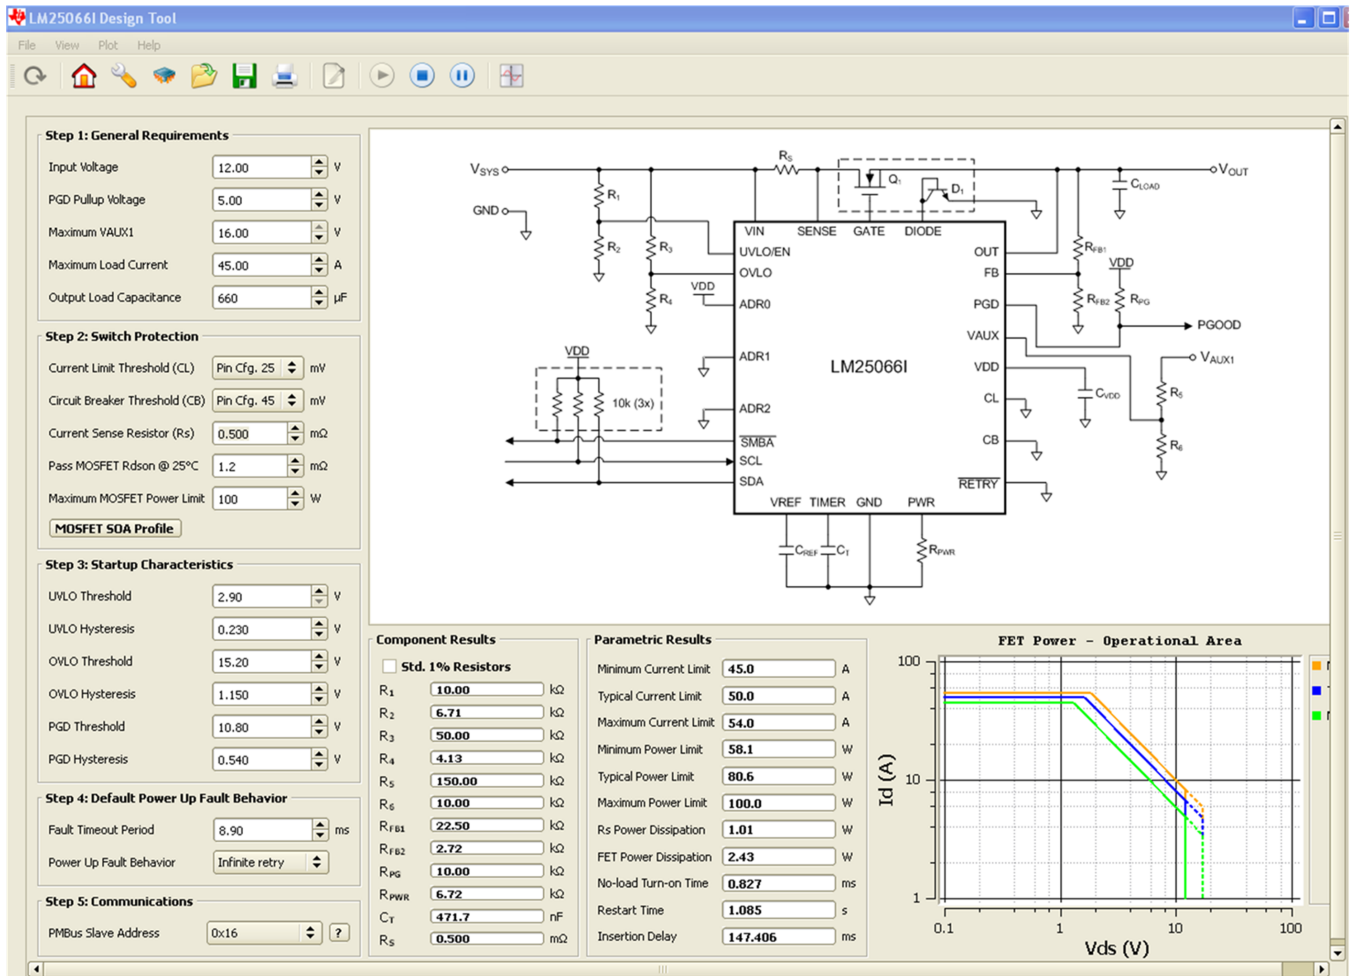 LM25066I Design Tool
File View Plot Help
Step 1: General Requirements
Input Voltage 12.00 V
PGD Pullup Voltage 5.00 V
Maximum VAUX1 16.00 V
Maximum Load Current 45.00 A
Output Load Capacitance 660 µF
Step 2: Switch Protection
Current Limit Threshold (CL) Pin Cfg. 25 mV
Circuit Breaker Threshold (CB) Pin Cfg. 45 mV
Current Sense Resistor (Rs) 0.500 mΩ
Pass MOSFET Rdson @ 25°C 1.2 mΩ
Maximum MOSFET Power Limit 100 W
MOSFET SOA Profile
Step 3: Startup Characteristics
UVLO Threshold 2.90 V
UVLO Hysteresis 0.230 V
OVLO Threshold 15.20 V
OVLO Hysteresis 1.150 V
PGD Threshold 10.80 V
PGD Hysteresis 0.540 V
Step 4: Default Power Up Fault Behavior
Fault Timeout Period 8.90 ms
Power Up Fault Behavior Infinite retry
Step 5: Communications
PMBus Slave Address 0x16 ?
VSYS RS Q1 D1 VOUT
CLOAD
GND R1 R2 R3 R4
VIN SENSE GATE DIODE
UVLO/EN
OVLO
VDD ADR0
ADR1
ADR2
SMBA
SCL
SDA
VDD
10k (3x)
LM25066I
OUT
FB
PGD
VAUX
VDD
CL
CB
RETRY
RFB1
VDD
RFB2 RPG
PGOOD
VAUX1
CVDD R5
R6
VREF TIMER GND PWR
CREF CT RPWR
Component Results
Std. 1% Resistors
R1 10.00 kΩ
R2 6.71 kΩ
R3 50.00 kΩ
R4 4.13 kΩ
R5 150.00 kΩ
R6 10.00 kΩ
RFB1 22.50 kΩ
RFB2 2.72 kΩ
RPG 10.00 kΩ
RPWR 6.72 kΩ
CT 471.7 nF
RS 0.500 mΩ
Parametric Results
Minimum Current Limit 45.0 A
Typical Current Limit 50.0 A
Maximum Current Limit 54.0 A
Minimum Power Limit 58.1 W
Typical Power Limit 80.6 W
Maximum Power Limit 100.0 W
Rs Power Dissipation 1.01 W
FET Power Dissipation 2.43 W
No-load Turn-on Time 0.827 ms
Restart Time 1.085 s
Insertion Delay 147.406 ms
FET Power - Operational Area
100
10
1
Id (A)
0.1 1 10 100
Vds (V)